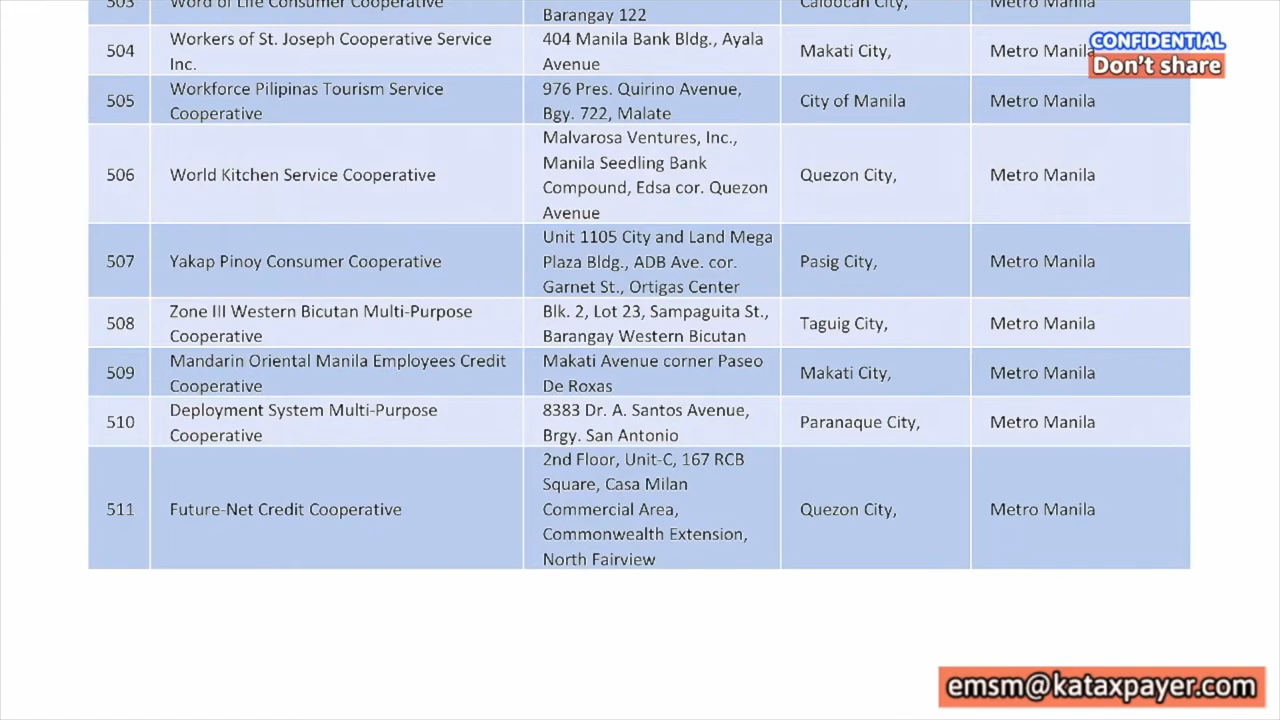 503 Word of Life Consumer Cooperative Caloocan City, Metro Manila
Barangay 122
CONFIDENTIAL
Don't share
504 Workers of St. Joseph Cooperative Service
Inc.
404 Manila Bank Bldg., Ayala
Avenue
Makati City,
Metro Manila
505 Workforce Pilipinas Tourism Service
Cooperative
976 Pres. Quirino Avenue,
Bgy. 722, Malate
City of Manila
Metro Manila
506 World Kitchen Service Cooperative
Malvarosa Ventures, Inc.,
Manila Seedling Bank
Compound, Edsa cor. Quezon
Avenue
Quezon City,
Metro Manila
507 Yakap Pinoy Consumer Cooperative
Unit 1105 City and Land Mega
Plaza Bldg., ADB Ave. cor.
Garnet St., Ortigas Center
Pasig City,
Metro Manila
508 Zone III Western Bicutan Multi-Purpose
Cooperative
Blk. 2, Lot 23, Sampaguita St.,
Barangay Western Bicutan
Taguig City,
Metro Manila
509 Mandarin Oriental Manila Employees Credit
Cooperative
Makati Avenue corner Paseo
De Roxas
Makati City,
Metro Manila
510 Deployment System Multi-Purpose
Cooperative
8383 Dr. A. Santos Avenue,
Brgy. San Antonio
Paranaque City,
Metro Manila
511 Future-Net Credit Cooperative
2nd Floor, Unit-C, 167 RCB
Square, Casa Milan
Commercial Area,
Commonwealth Extension,
North Fairview
Quezon City,
Metro Manila
emsm@kataxpayer.com